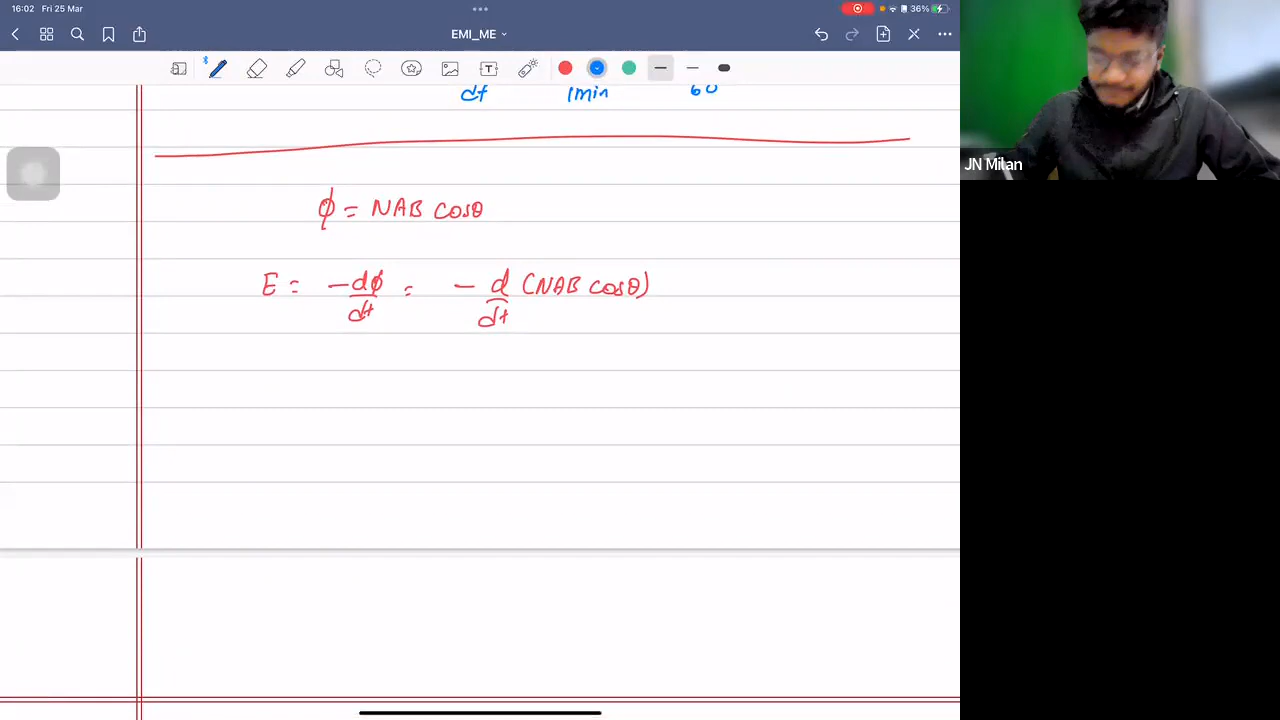 16:02 Fri 25 Mar
36%
EMI_ME
dt 1min 60
ϕ = NAB cosθ
E = -dϕ/dt = - d/dt (NAB cosθ)
JN Milan